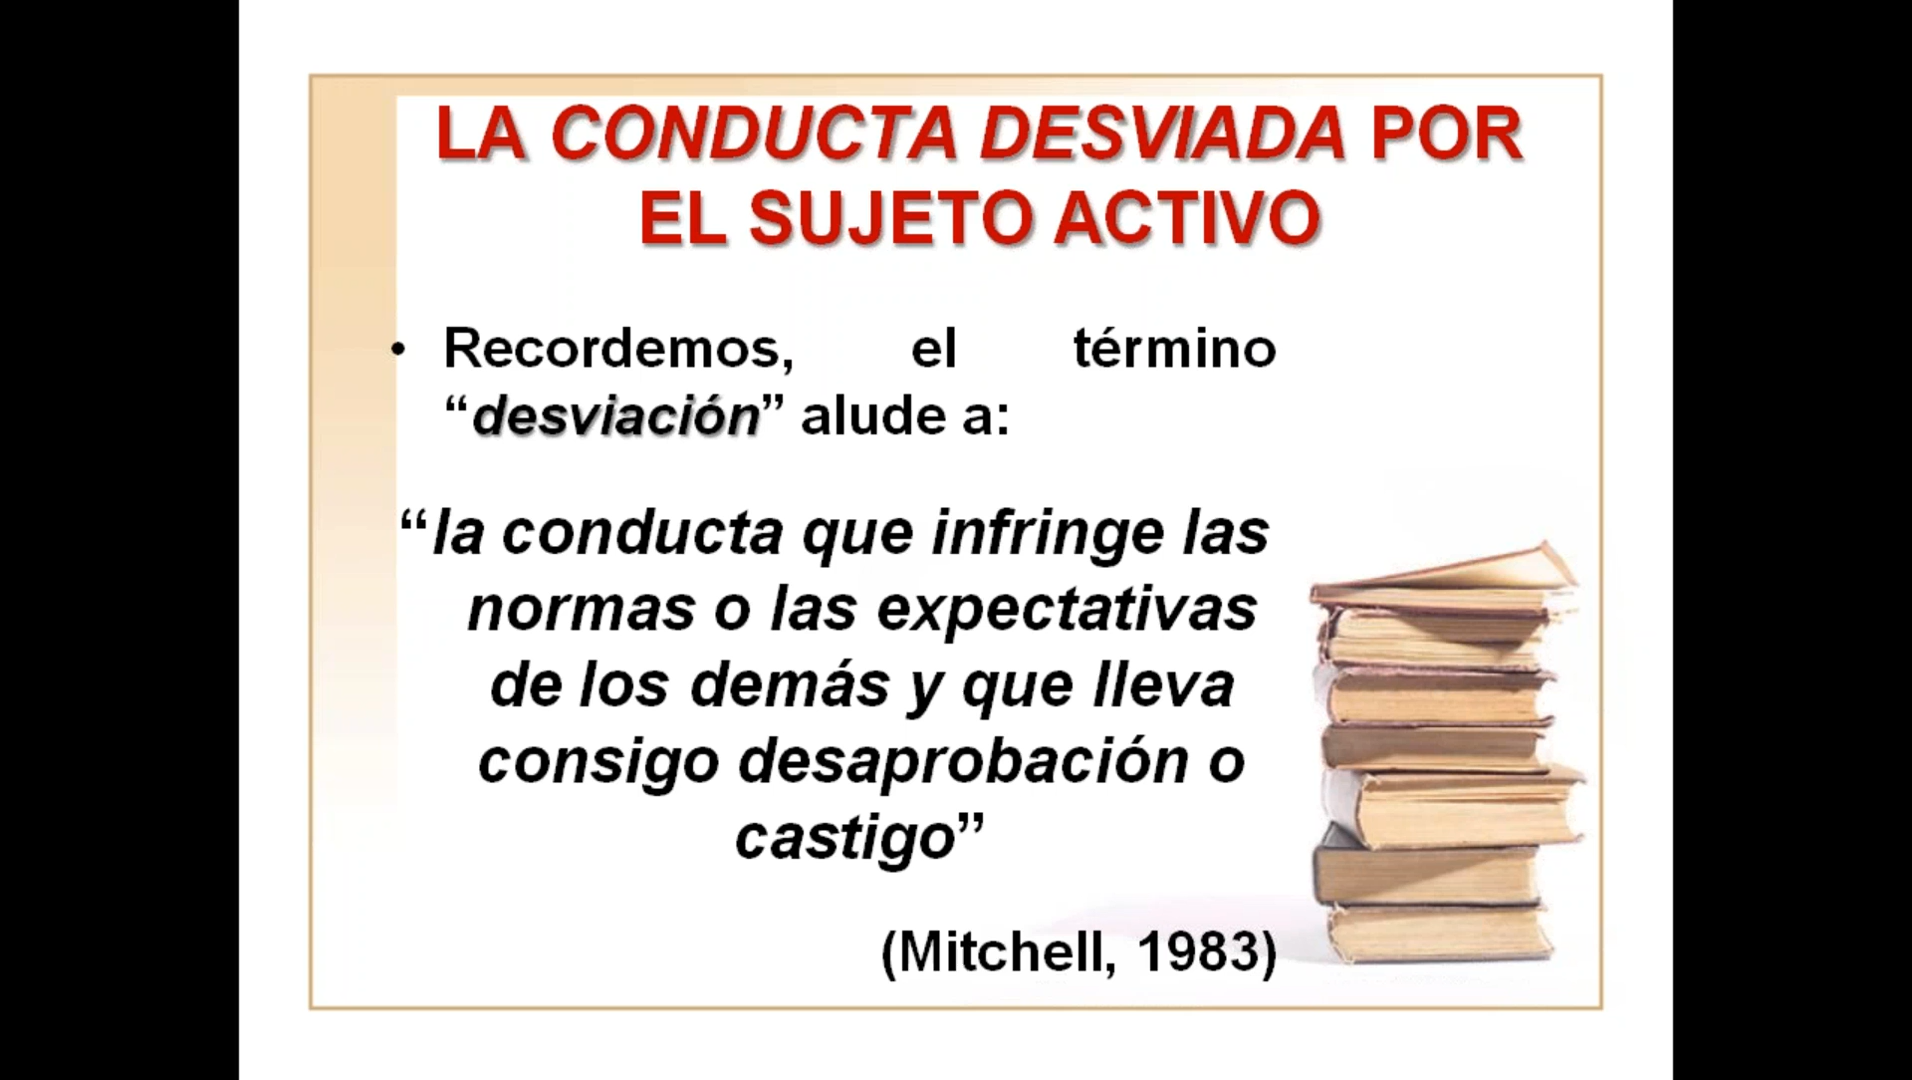 LA CONDUCTA DESVIADA POR
EL SUJETO ACTIVO
• Recordemos, el término
“desviación” alude a:
“la conducta que infringe las
normas o las expectativas
de los demás y que lleva
consigo desaprobación o
castigo”
(Mitchell, 1983)